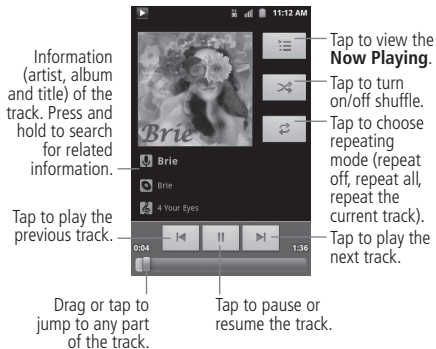 11:12 AM
Information
(artist, album
and title) of the
track. Press and
hold to search
for related
information.
Tap to view the
Now Playing.
Tap to turn
on/off shuffle.
Tap to choose
repeating
mode (repeat
off, repeat all,
repeat the
current track).
Brie
Brie
Brie
4 Your Eyes
Tap to play the
previous track.
Tap to play the
next track.
0:04
1:36
Drag or tap to
jump to any part
of the track.
Tap to pause or
resume the track.